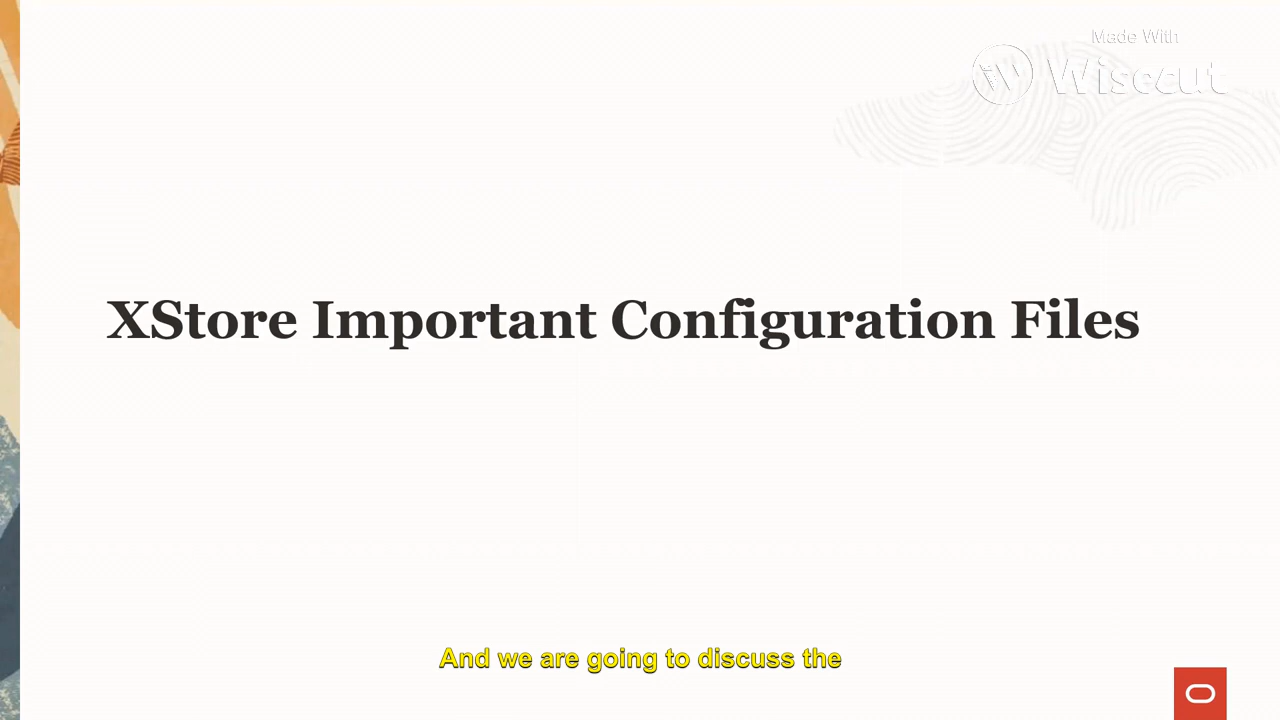 Made With
Wisecut
XStore Important Configuration Files
And we are going to discuss the